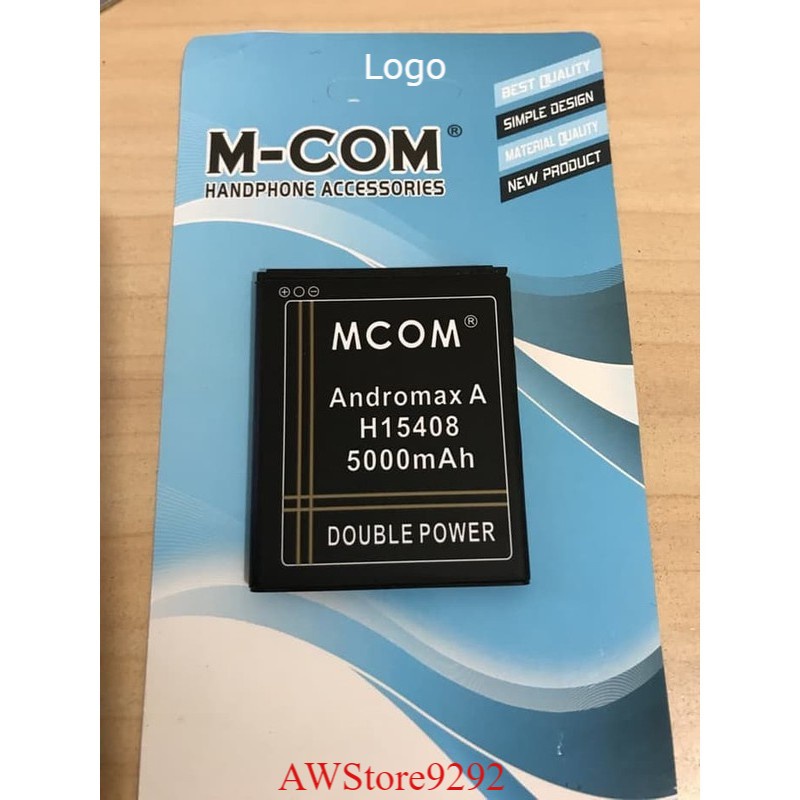 Logo
BEST QUALITY
SIMPLE DESIGN
MATERIAL QUALITY
NEW PRODUCT
M-COM®
HANDPHONE ACCESSORIES
MCOM®
Andromax A
H15408
5000mAh
DOUBLE POWER
AWStore9292